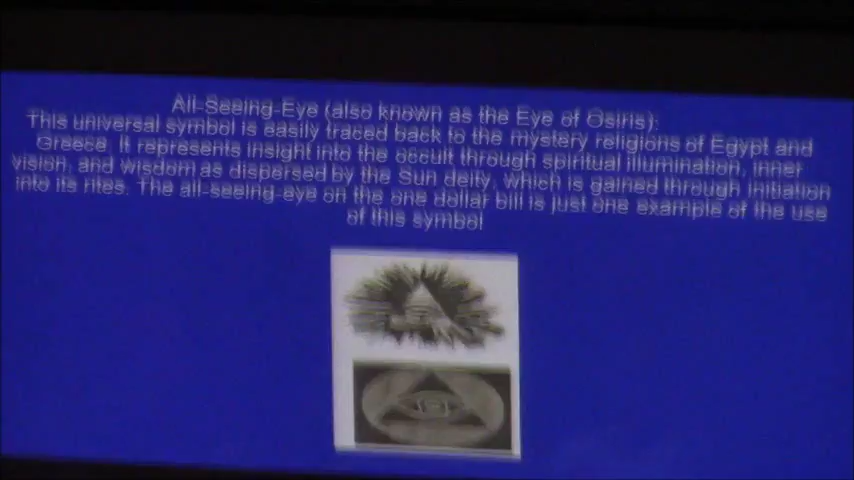 All-Seeing-Eye (also known as the Eye of Osiris):
This universal symbol is easily traced back to the mystery religions of Egypt and
Greece. It represents insight into the occult through spiritual illumination, inner
vision, and wisdom as dispersed by the Sun deity, which is gained through initiation
into its rites. The all-seeing-eye on the one dollar bill is just one example of the use
of this symbol